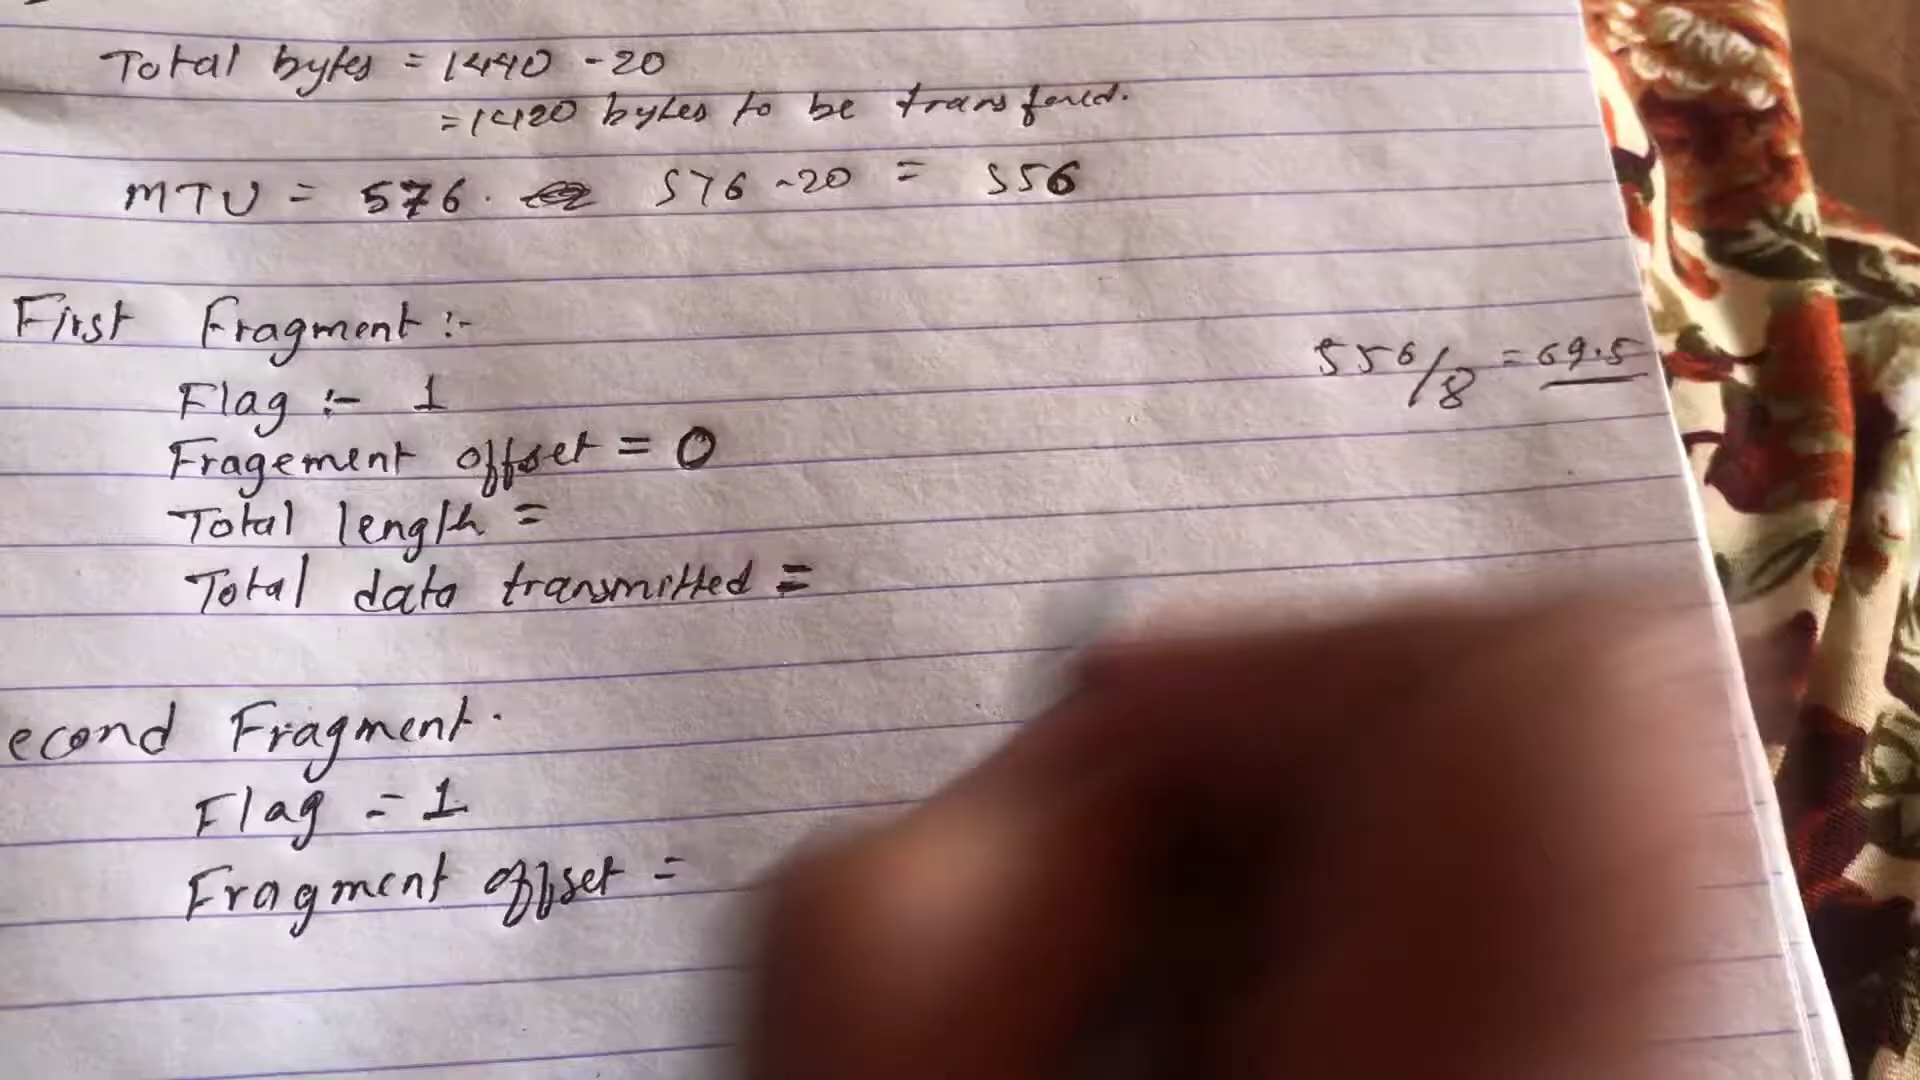 Total bytes = 1440 - 20
= 1420 bytes to be transfered.
MTU = 576. 576 - 20 = 556
First Fragment :-
556/8 = 69.5
Flag :- 1
Fragement offset = 0
Total length =
Total data transmitted =
econd Fragment.
Flag = 1
Fragment offset =